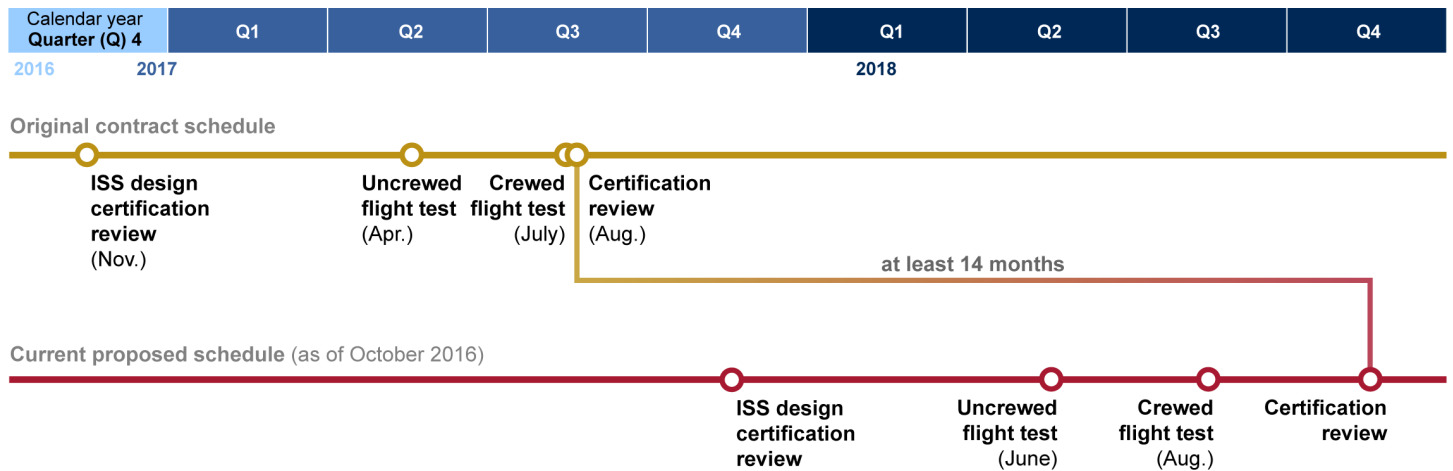 Calendar year
Quarter (Q) 4 Q1 Q2 Q3 Q4 Q1 Q2 Q3 Q4
2016 2017 2018
Original contract schedule
ISS design
certification
review
(Nov.)
Uncrewed
flight test
(Apr.)
Crewed
flight test
(July)
Certification
review
(Aug.)
at least 14 months
Current proposed schedule (as of October 2016)
ISS design
certification
review
Uncrewed
flight test
(June)
Crewed
flight test
(Aug.)
Certification
review